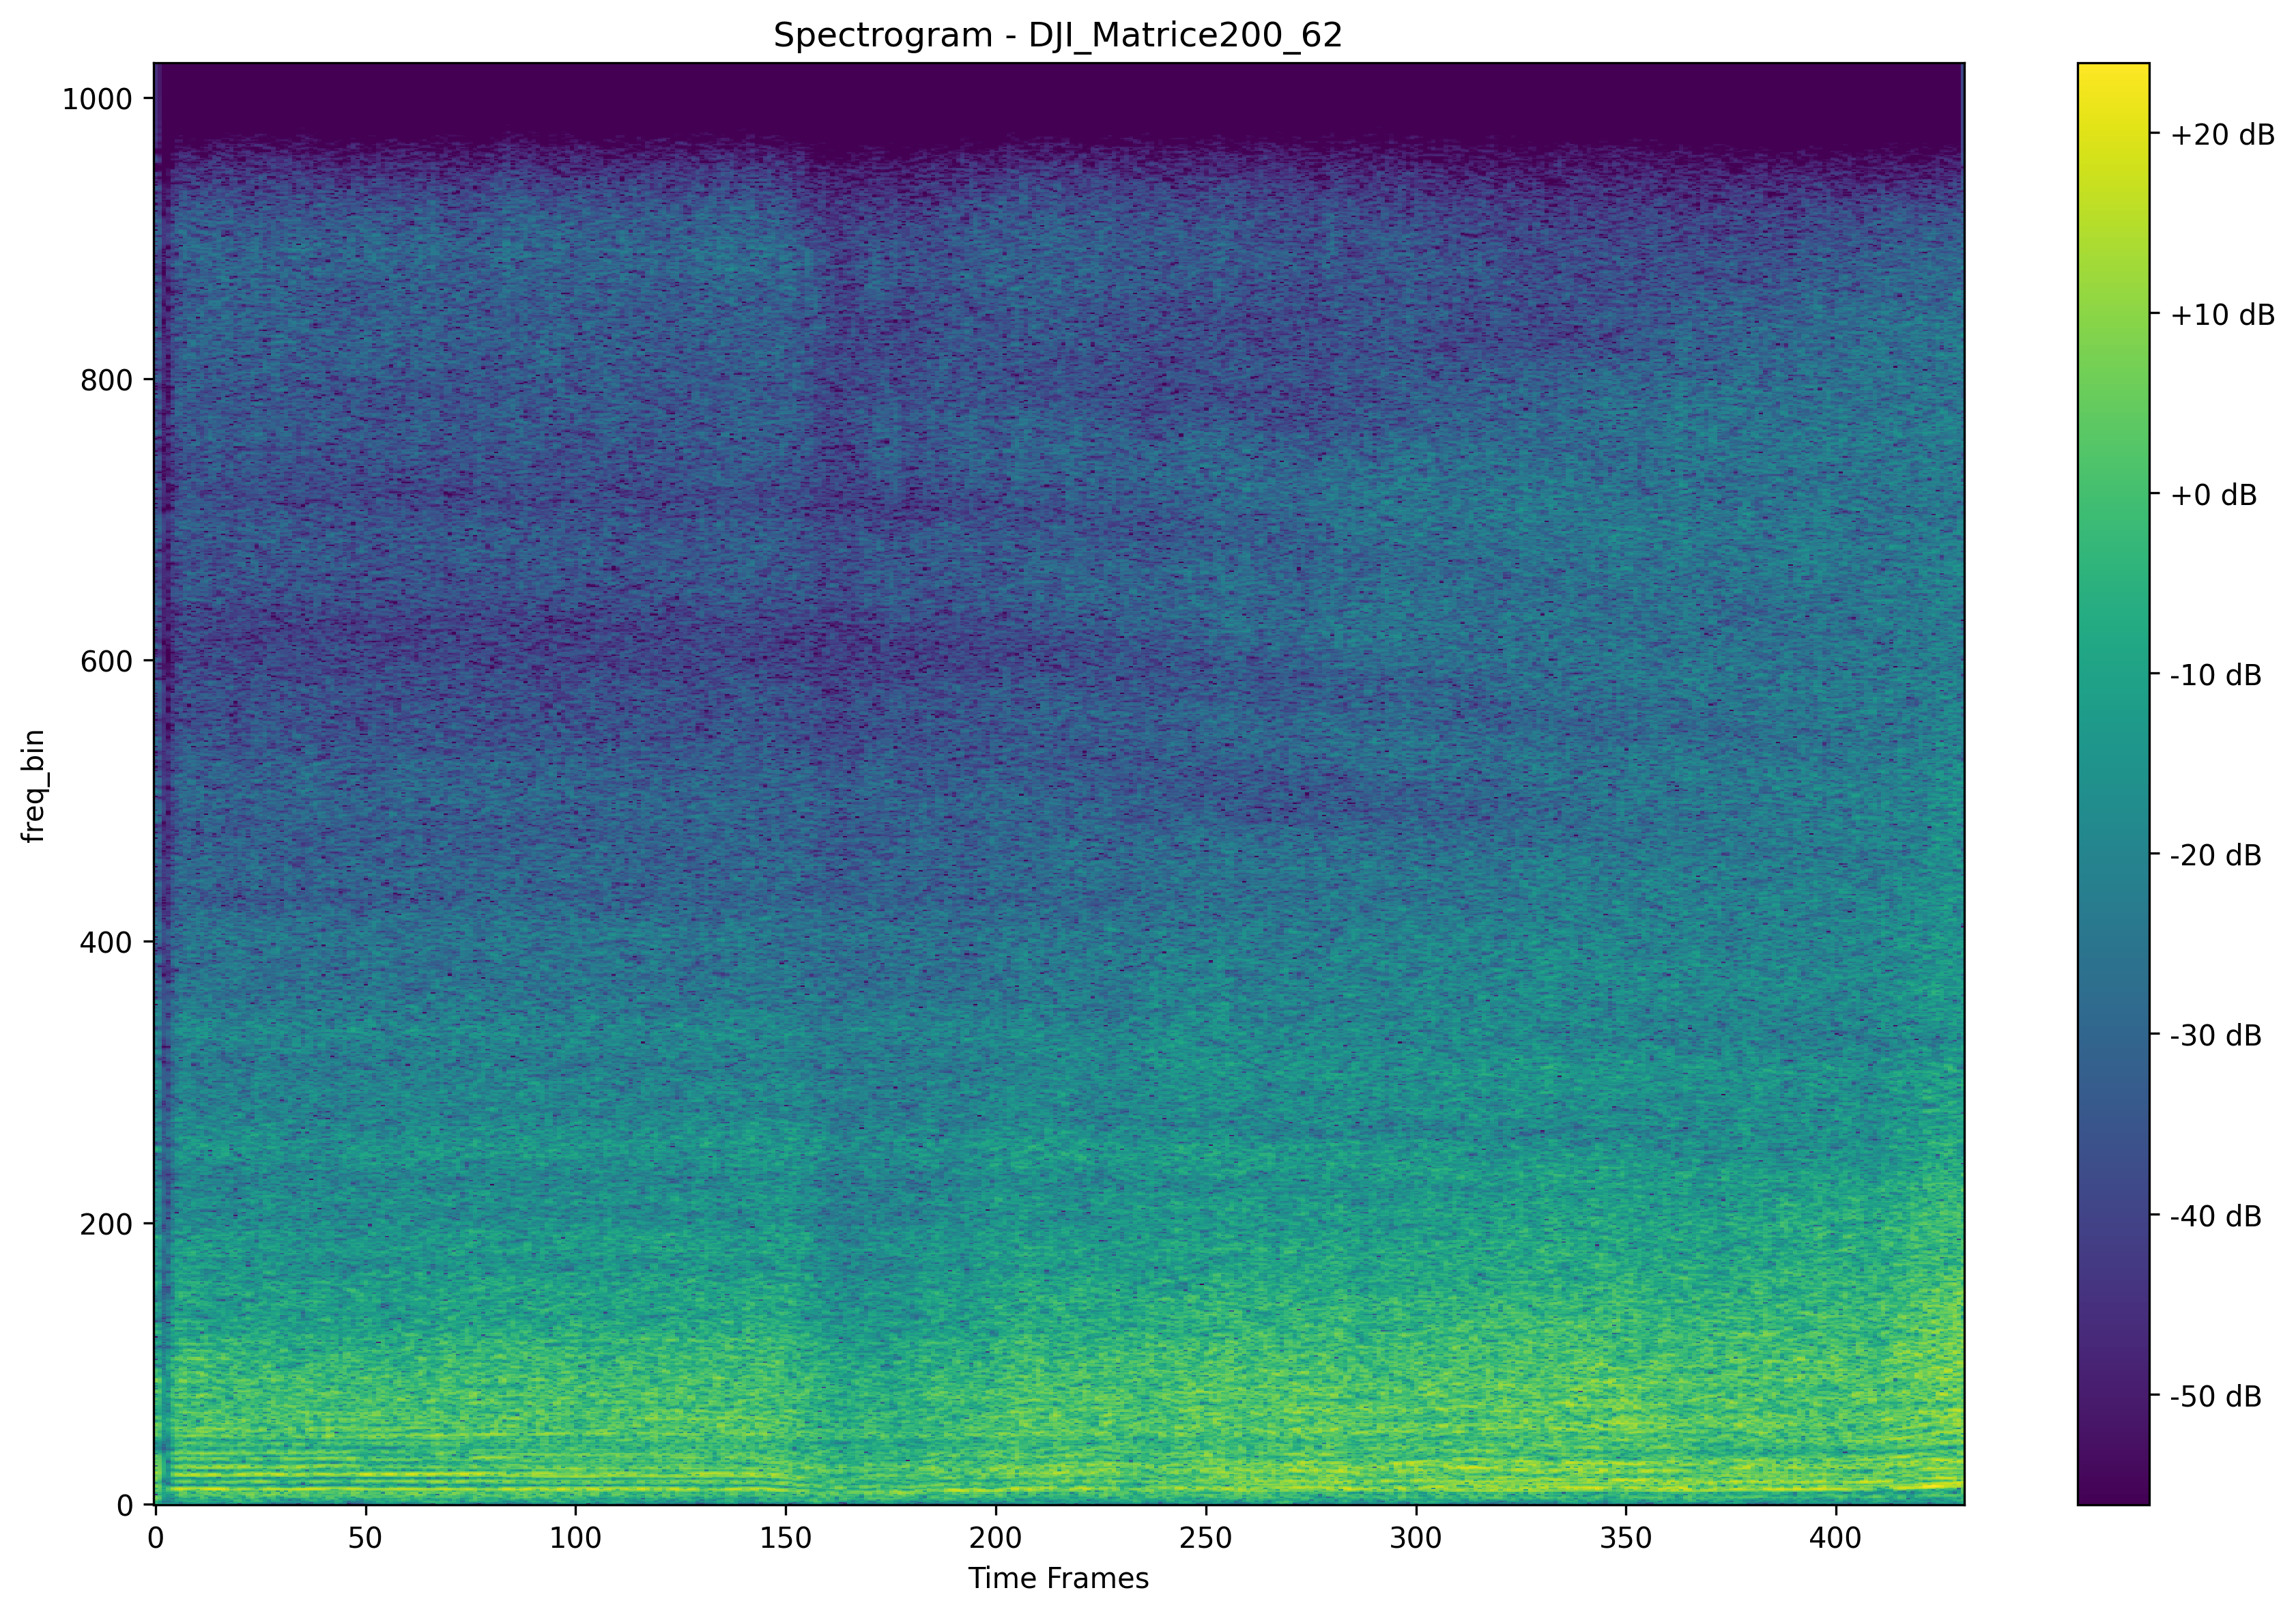 Spectrogram - DJI_Matrice200_62
1000
800
600
400
200
0
freq_bin
0 50 100 150 200 250 300 350 400
Time Frames
+20 dB
+10 dB
+0 dB
-10 dB
-20 dB
-30 dB
-40 dB
-50 dB